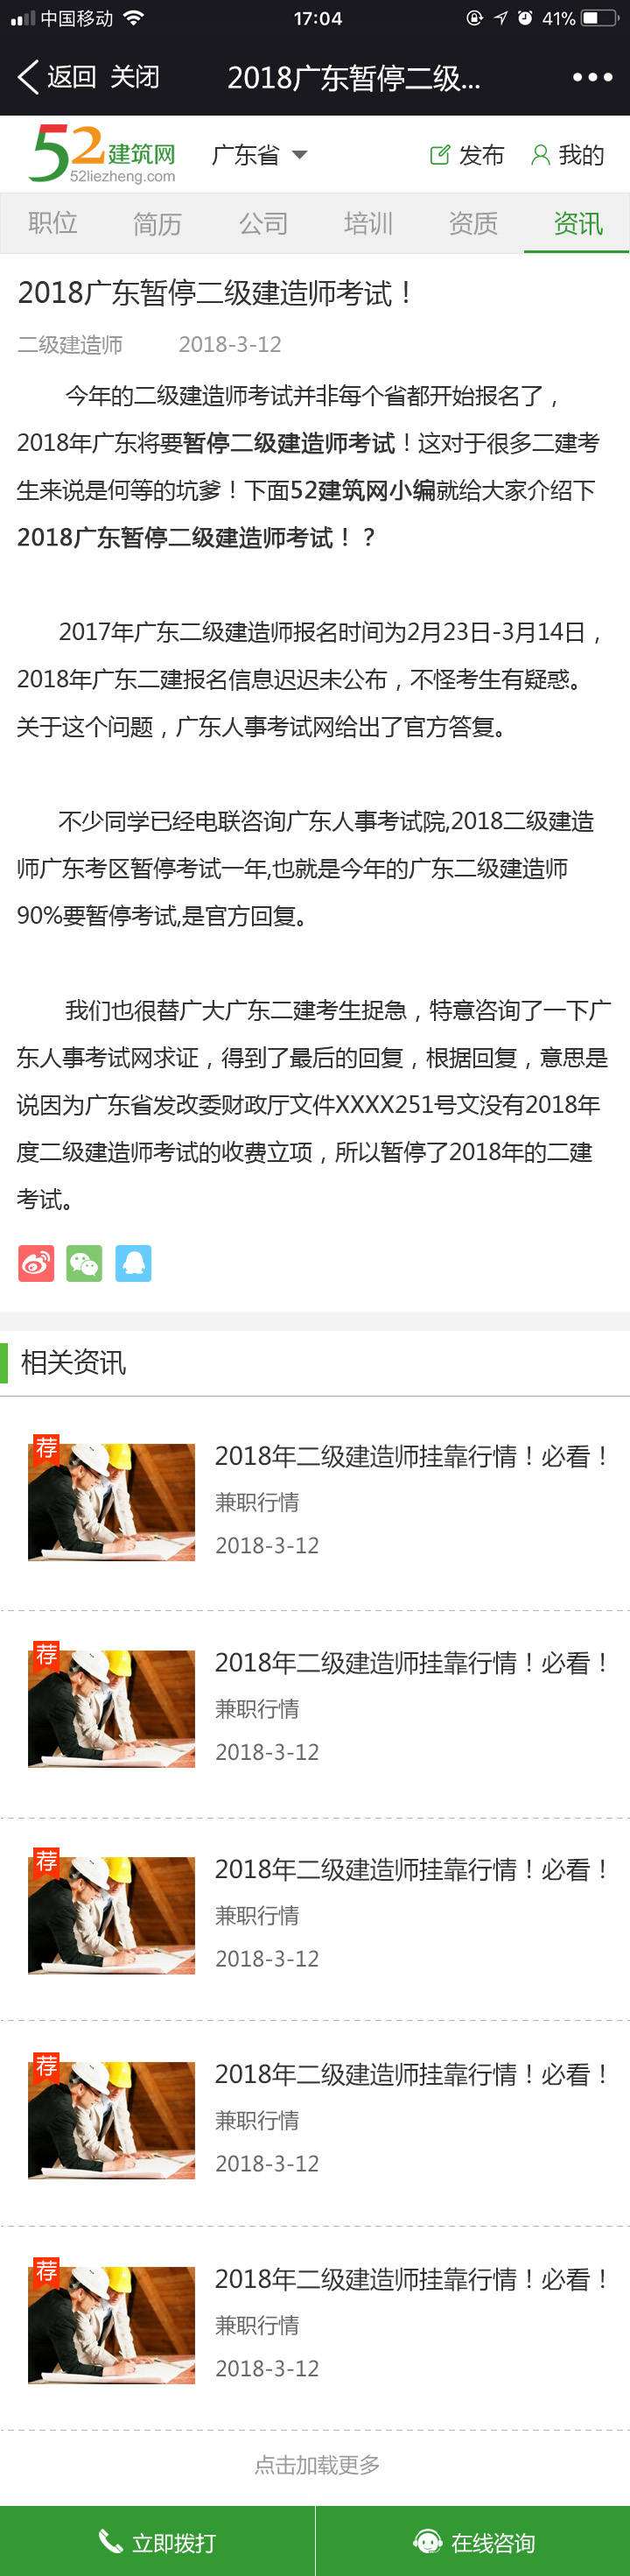 中国移动 17:04 41%
返回 关闭 2018广东暂停二级...
52建筑网 广东省 发布 我的
52liezheng.com
职位 简历 公司 培训 资质 资讯
2018广东暂停二级建造师考试！
二级建造师 2018-3-12
今年的二级建造师考试并非每个省都开始报名了，
2018年广东将要暂停二级建造师考试！这对于很多二建考
生来说是何等的坑爹！下面52建筑网小编就给大家介绍下
2018广东暂停二级建造师考试！？
2017年广东二级建造师报名时间为2月23日-3月14日，
2018年广东二建报名信息迟迟未公布，不怪考生有疑惑。
关于这个问题，广东人事考试网给出了官方答复。
不少同学已经电联咨询广东人事考试院,2018二级建造
师广东考区暂停考试一年,也就是今年的广东二级建造师
90%要暂停考试,是官方回复。
我们也很替广大广东二建考生捉急，特意咨询了一下广
东人事考试网求证，得到了最后的回复，根据回复，意思是
说因为广东省发改委财政厅文件XXXX251号文没有2018年
度二级建造师考试的收费立项，所以暂停了2018年的二建
考试。
相关资讯
荐
2018年二级建造师挂靠行情！必看！
兼职行情
2018-3-12
荐
2018年二级建造师挂靠行情！必看！
兼职行情
2018-3-12
荐
2018年二级建造师挂靠行情！必看！
兼职行情
2018-3-12
荐
2018年二级建造师挂靠行情！必看！
兼职行情
2018-3-12
荐
2018年二级建造师挂靠行情！必看！
兼职行情
2018-3-12
点击加载更多
立即拨打 在线咨询